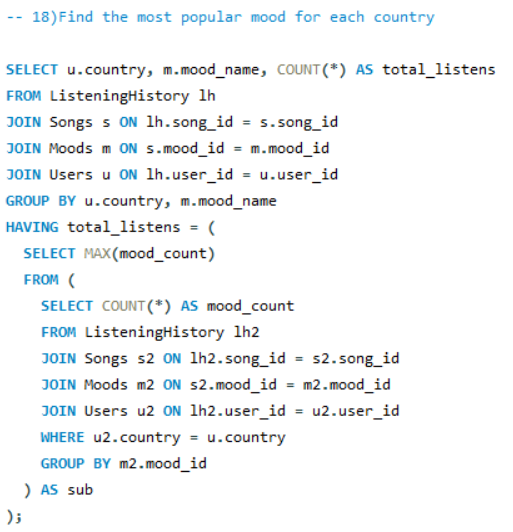 -- 18)Find the most popular mood for each country
SELECT u.country, m.mood_name, COUNT(*) AS total_listens
FROM ListeningHistory lh
JOIN Songs s ON lh.song_id = s.song_id
JOIN Moods m ON s.mood_id = m.mood_id
JOIN Users u ON lh.user_id = u.user_id
GROUP BY u.country, m.mood_name
HAVING total_listens = (
  SELECT MAX(mood_count)
  FROM (
    SELECT COUNT(*) AS mood_count
    FROM ListeningHistory lh2
    JOIN Songs s2 ON lh2.song_id = s2.song_id
    JOIN Moods m2 ON s2.mood_id = m2.mood_id
    JOIN Users u2 ON lh2.user_id = u2.user_id
    WHERE u2.country = u.country
    GROUP BY m2.mood_id
  ) AS sub
);